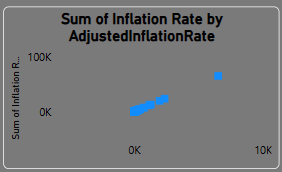 Sum of Inflation Rate by
AdjustedInflationRate
Sum of Inflation R...
100K
0K
0K
10K